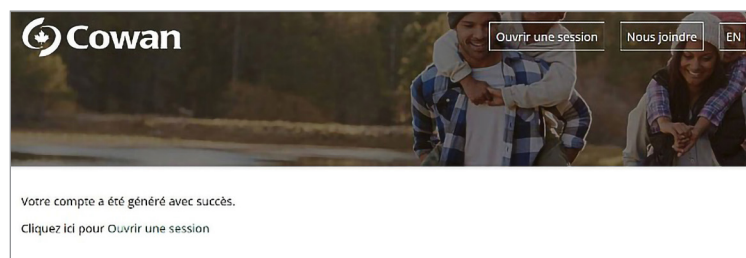 Cowan
Ouvrir une session
Nous joindre
EN
Votre compte a été généré avec succès.
Cliquez ici pour Ouvrir une session